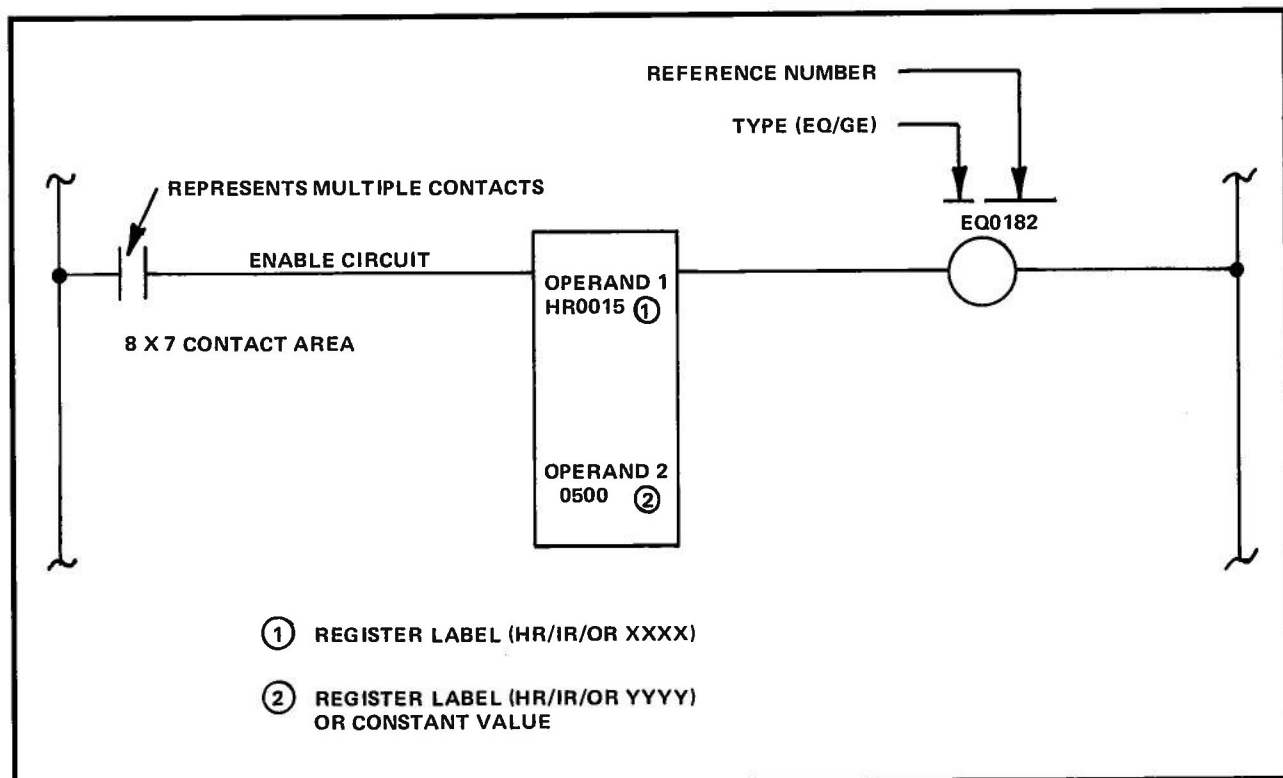 REFERENCE NUMBER
TYPE (EQ/GE)
REPRESENTS MULTIPLE CONTACTS
EQ0182
ENABLE CIRCUIT
OPERAND 1
HR0015 ①
8 X 7 CONTACT AREA
OPERAND 2
0500 ②
① REGISTER LABEL (HR/IR/OR XXXX)
② REGISTER LABEL (HR/IR/OR YYYY)
OR CONSTANT VALUE